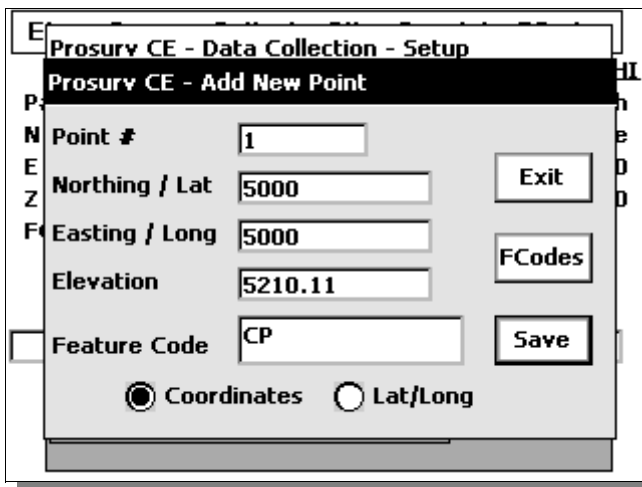 Prosurv CE - Data Collection - Setup
Prosurv CE - Add New Point
HI
Point # 1
Northing / Lat 5000
Exit
Easting / Long 5000
FCodes
Elevation 5210.11
Feature Code CP
Save
Coordinates Lat/Long